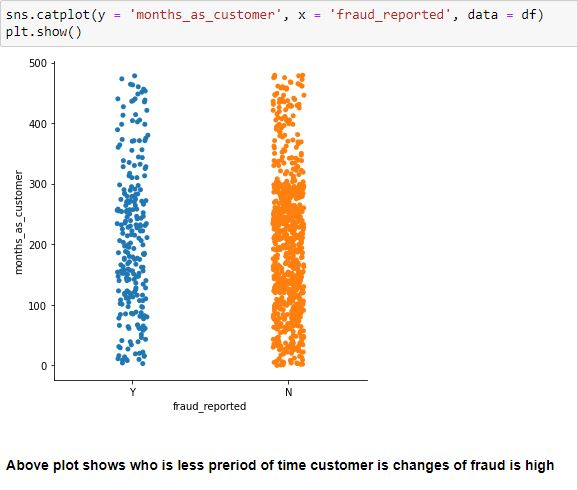 sns.catplot(y = 'months_as_customer', x = 'fraud_reported', data = df)
plt.show()
500
400
300
200
100
0
months_as_customer
Y N
fraud_reported
Above plot shows who is less preriod of time customer is changes of fraud is high